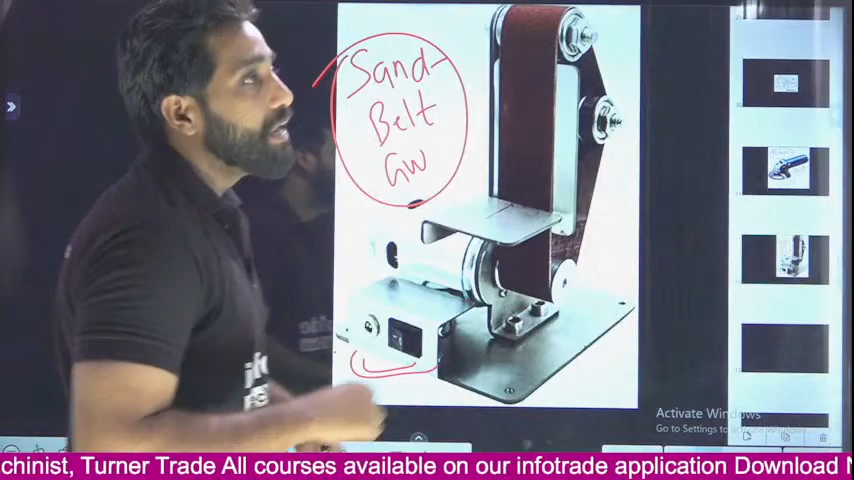 Sand-
Belt
GW
Activate Windows
Go to Settings to activate Windows.
chinist, Turner Trade All courses available on our infotrade application Download N